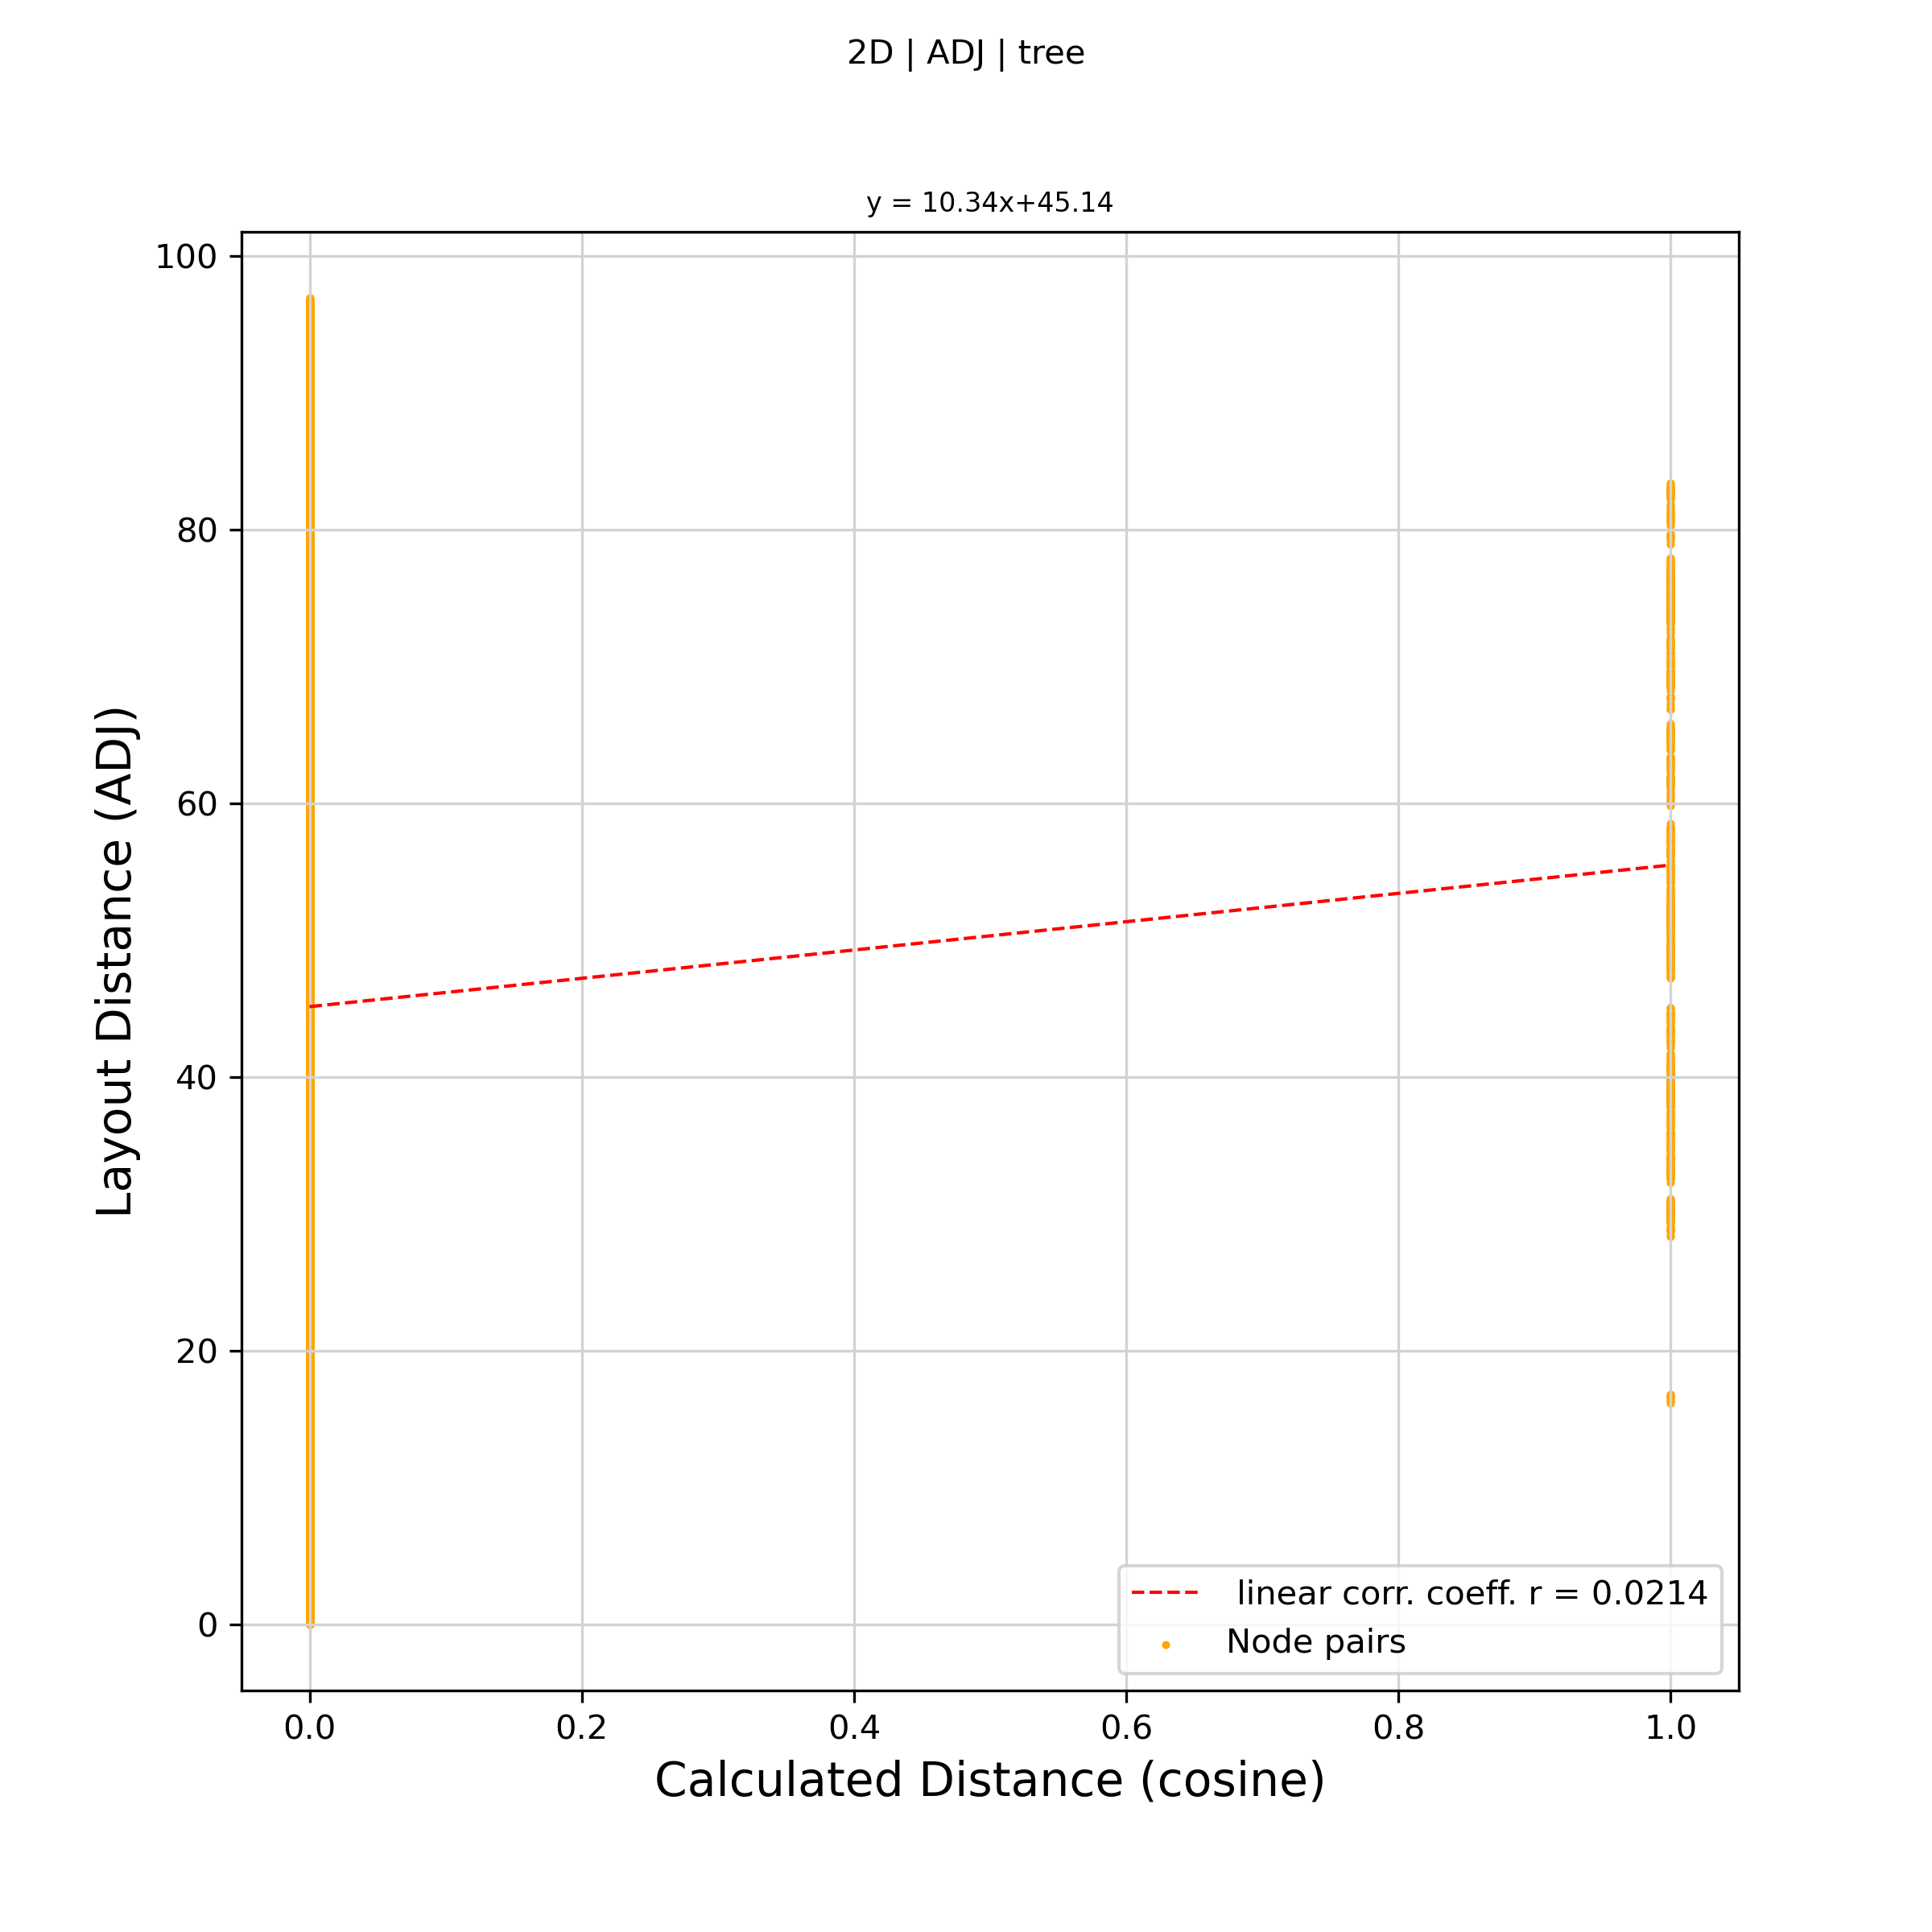 2D | ADJ | tree
y = 10.34x+45.14
100
80
60
40
20
0
Layout Distance (ADJ)
linear corr. coeff. r = 0.0214
Node pairs
0.0 0.2 0.4 0.6 0.8 1.0
Calculated Distance (cosine)